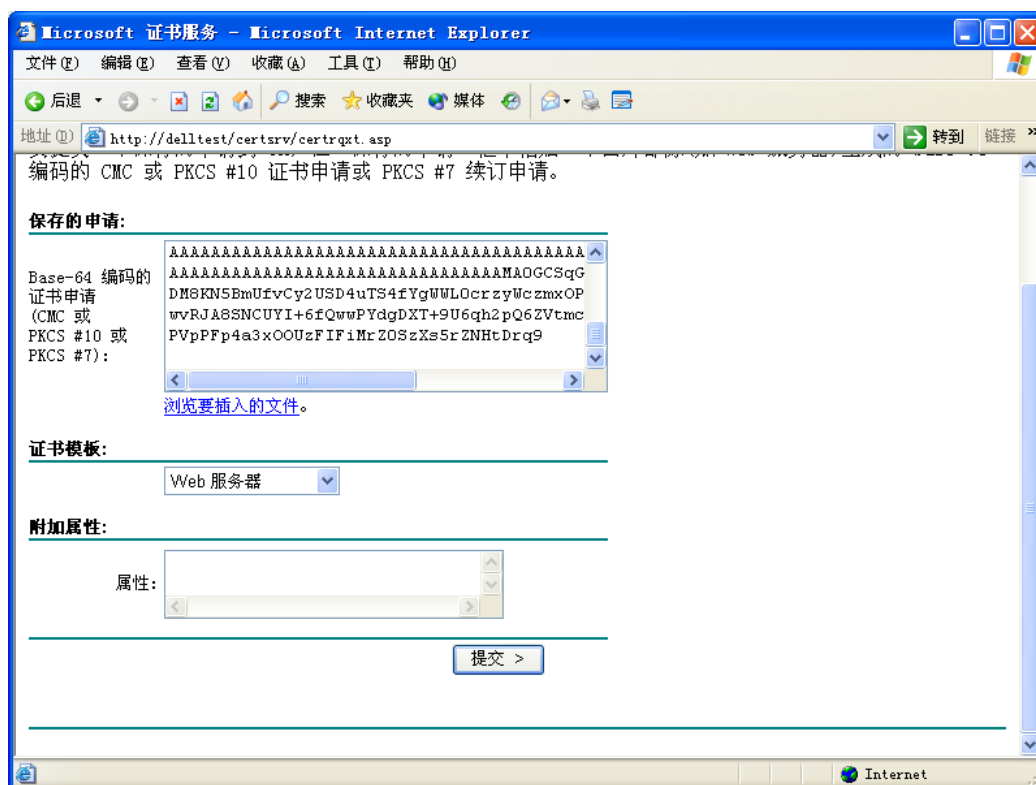 Microsoft 证书服务 - Microsoft Internet Explorer
文件(F) 编辑(E) 查看(V) 收藏(A) 工具(T) 帮助(H)
后退 搜索 收藏夹 媒体
地址(D) http://delltest/certsrv/certrqxt.asp 转到 链接 »
编码的 CMC 或 PKCS #10 证书申请或 PKCS #7 续订申请。
保存的申请:
Base-64 编码的
证书申请
(CMC 或
PKCS #10 或
PKCS #7):
AAAAAAAAAAAAAAAAAAAAAAAAAAAAAAAAAAAAAAA
AAAAAAAAAAAAAAAAAAAAAAAAAAAAAAAMA0GCSqG
DM8KN5BmUfvCy2USD4uTS4fYgWWLOcrzyWczmxOP
wvRJA8SNCUYI+6fQwwPYdgDXT+9U6qh2pQ6ZVtmc
PVpPFp4a3xOOUzFIFiMrZOSzXs5rZNHtDrq9
浏览要插入的文件。
证书模板:
Web 服务器
附加属性:
属性:
提交 >
Internet